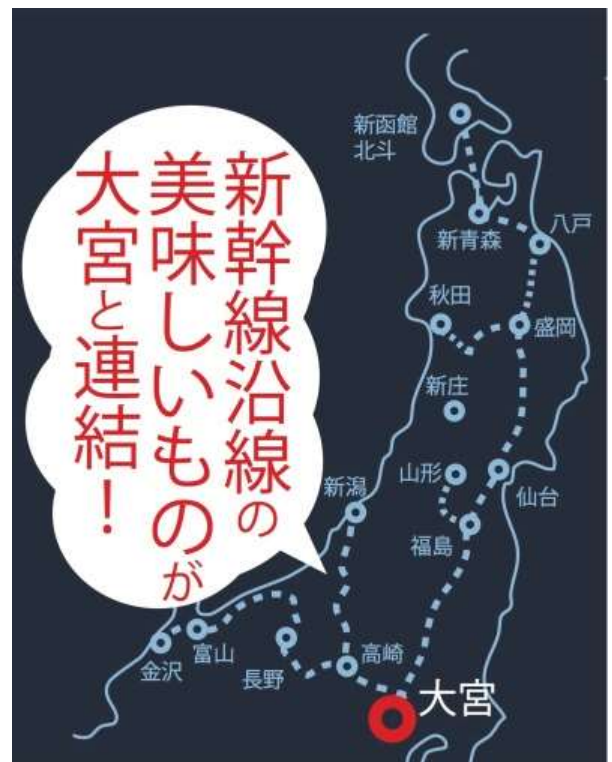 新幹線沿線の
美味しいものが
大宮と連結！
新函館
北斗
新青森
八戸
秋田
盛岡
新庄
山形
仙台
新潟
福島
金沢
富山
長野
高崎
大宮